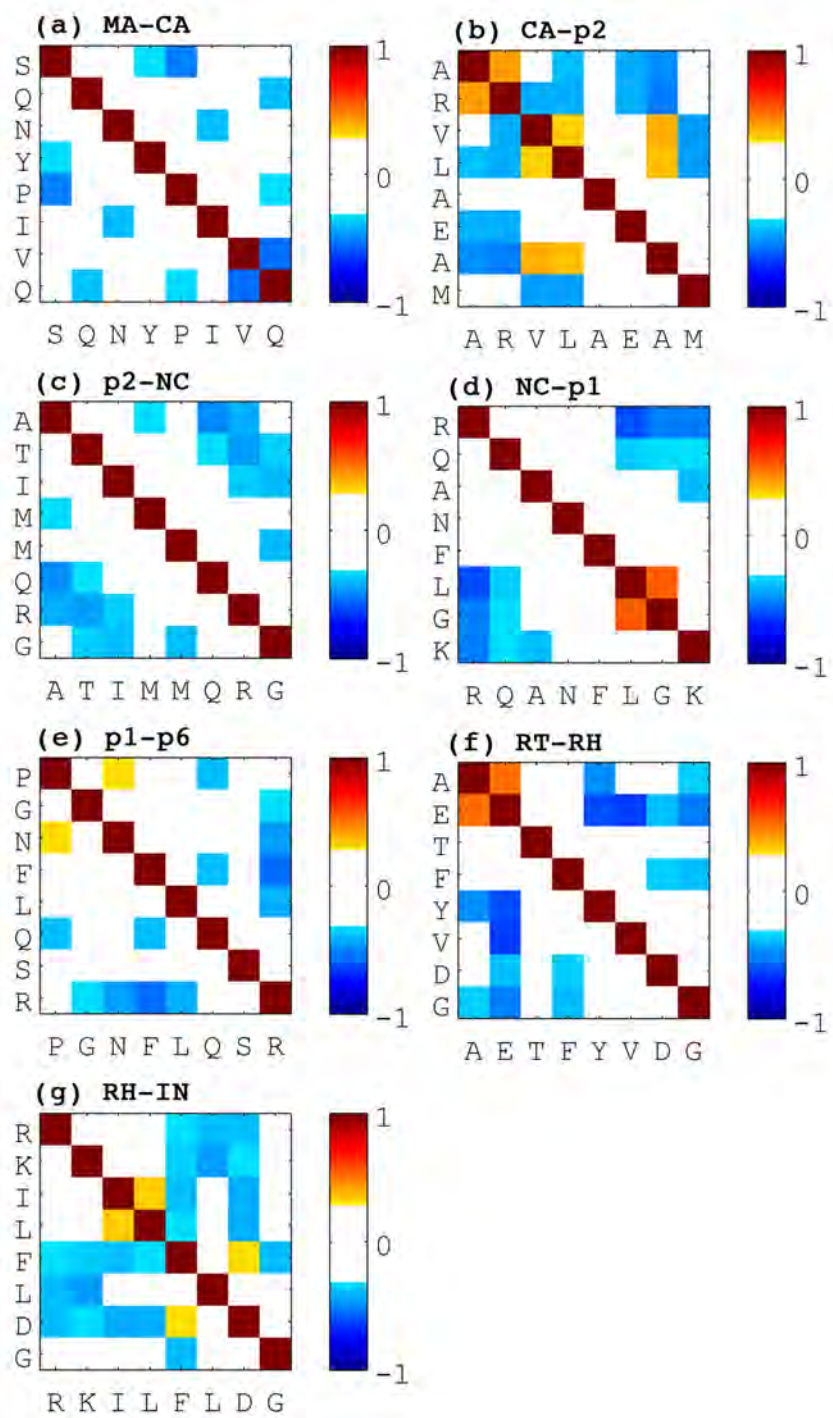 (a) MA-CA
S
Q
N
Y
P
I
V
Q
1
0
-1
S Q N Y P I V Q
(b) CA-p2
A
R
V
L
A
E
A
M
1
0
-1
A R V L A E A M
(c) p2-NC
A
T
I
M
M
Q
R
G
1
0
-1
A T I M M Q R G
(d) NC-p1
R
Q
A
N
F
L
G
K
1
0
-1
R Q A N F L G K
(e) p1-p6
P
G
N
F
L
Q
S
R
1
0
-1
P G N F L Q S R
(f) RT-RH
A
E
T
F
Y
V
D
G
1
0
-1
A E T F Y V D G
(g) RH-IN
R
K
I
L
F
L
D
G
1
0
-1
R K I L F L D G